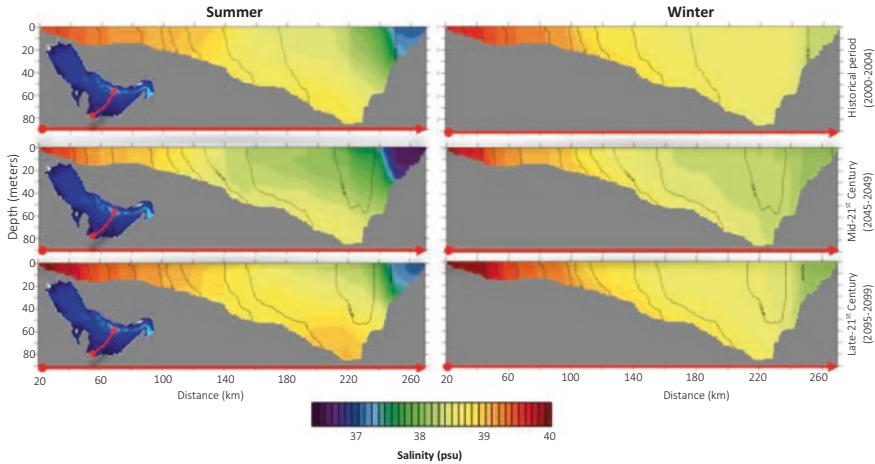 Summer
Winter
0
20
40
60
80
Historical period
(2000-2004)
Depth (meters)
0
20
40
60
80
Mid-21st Century
(2045-2049)
0
20
40
60
80
Late-21st Century
(2095-2099)
20 60 100 140 180 220 260
20 60 100 140 180 220 260
Distance (km)
Distance (km)
37 38 39 40
Salinity (psu)